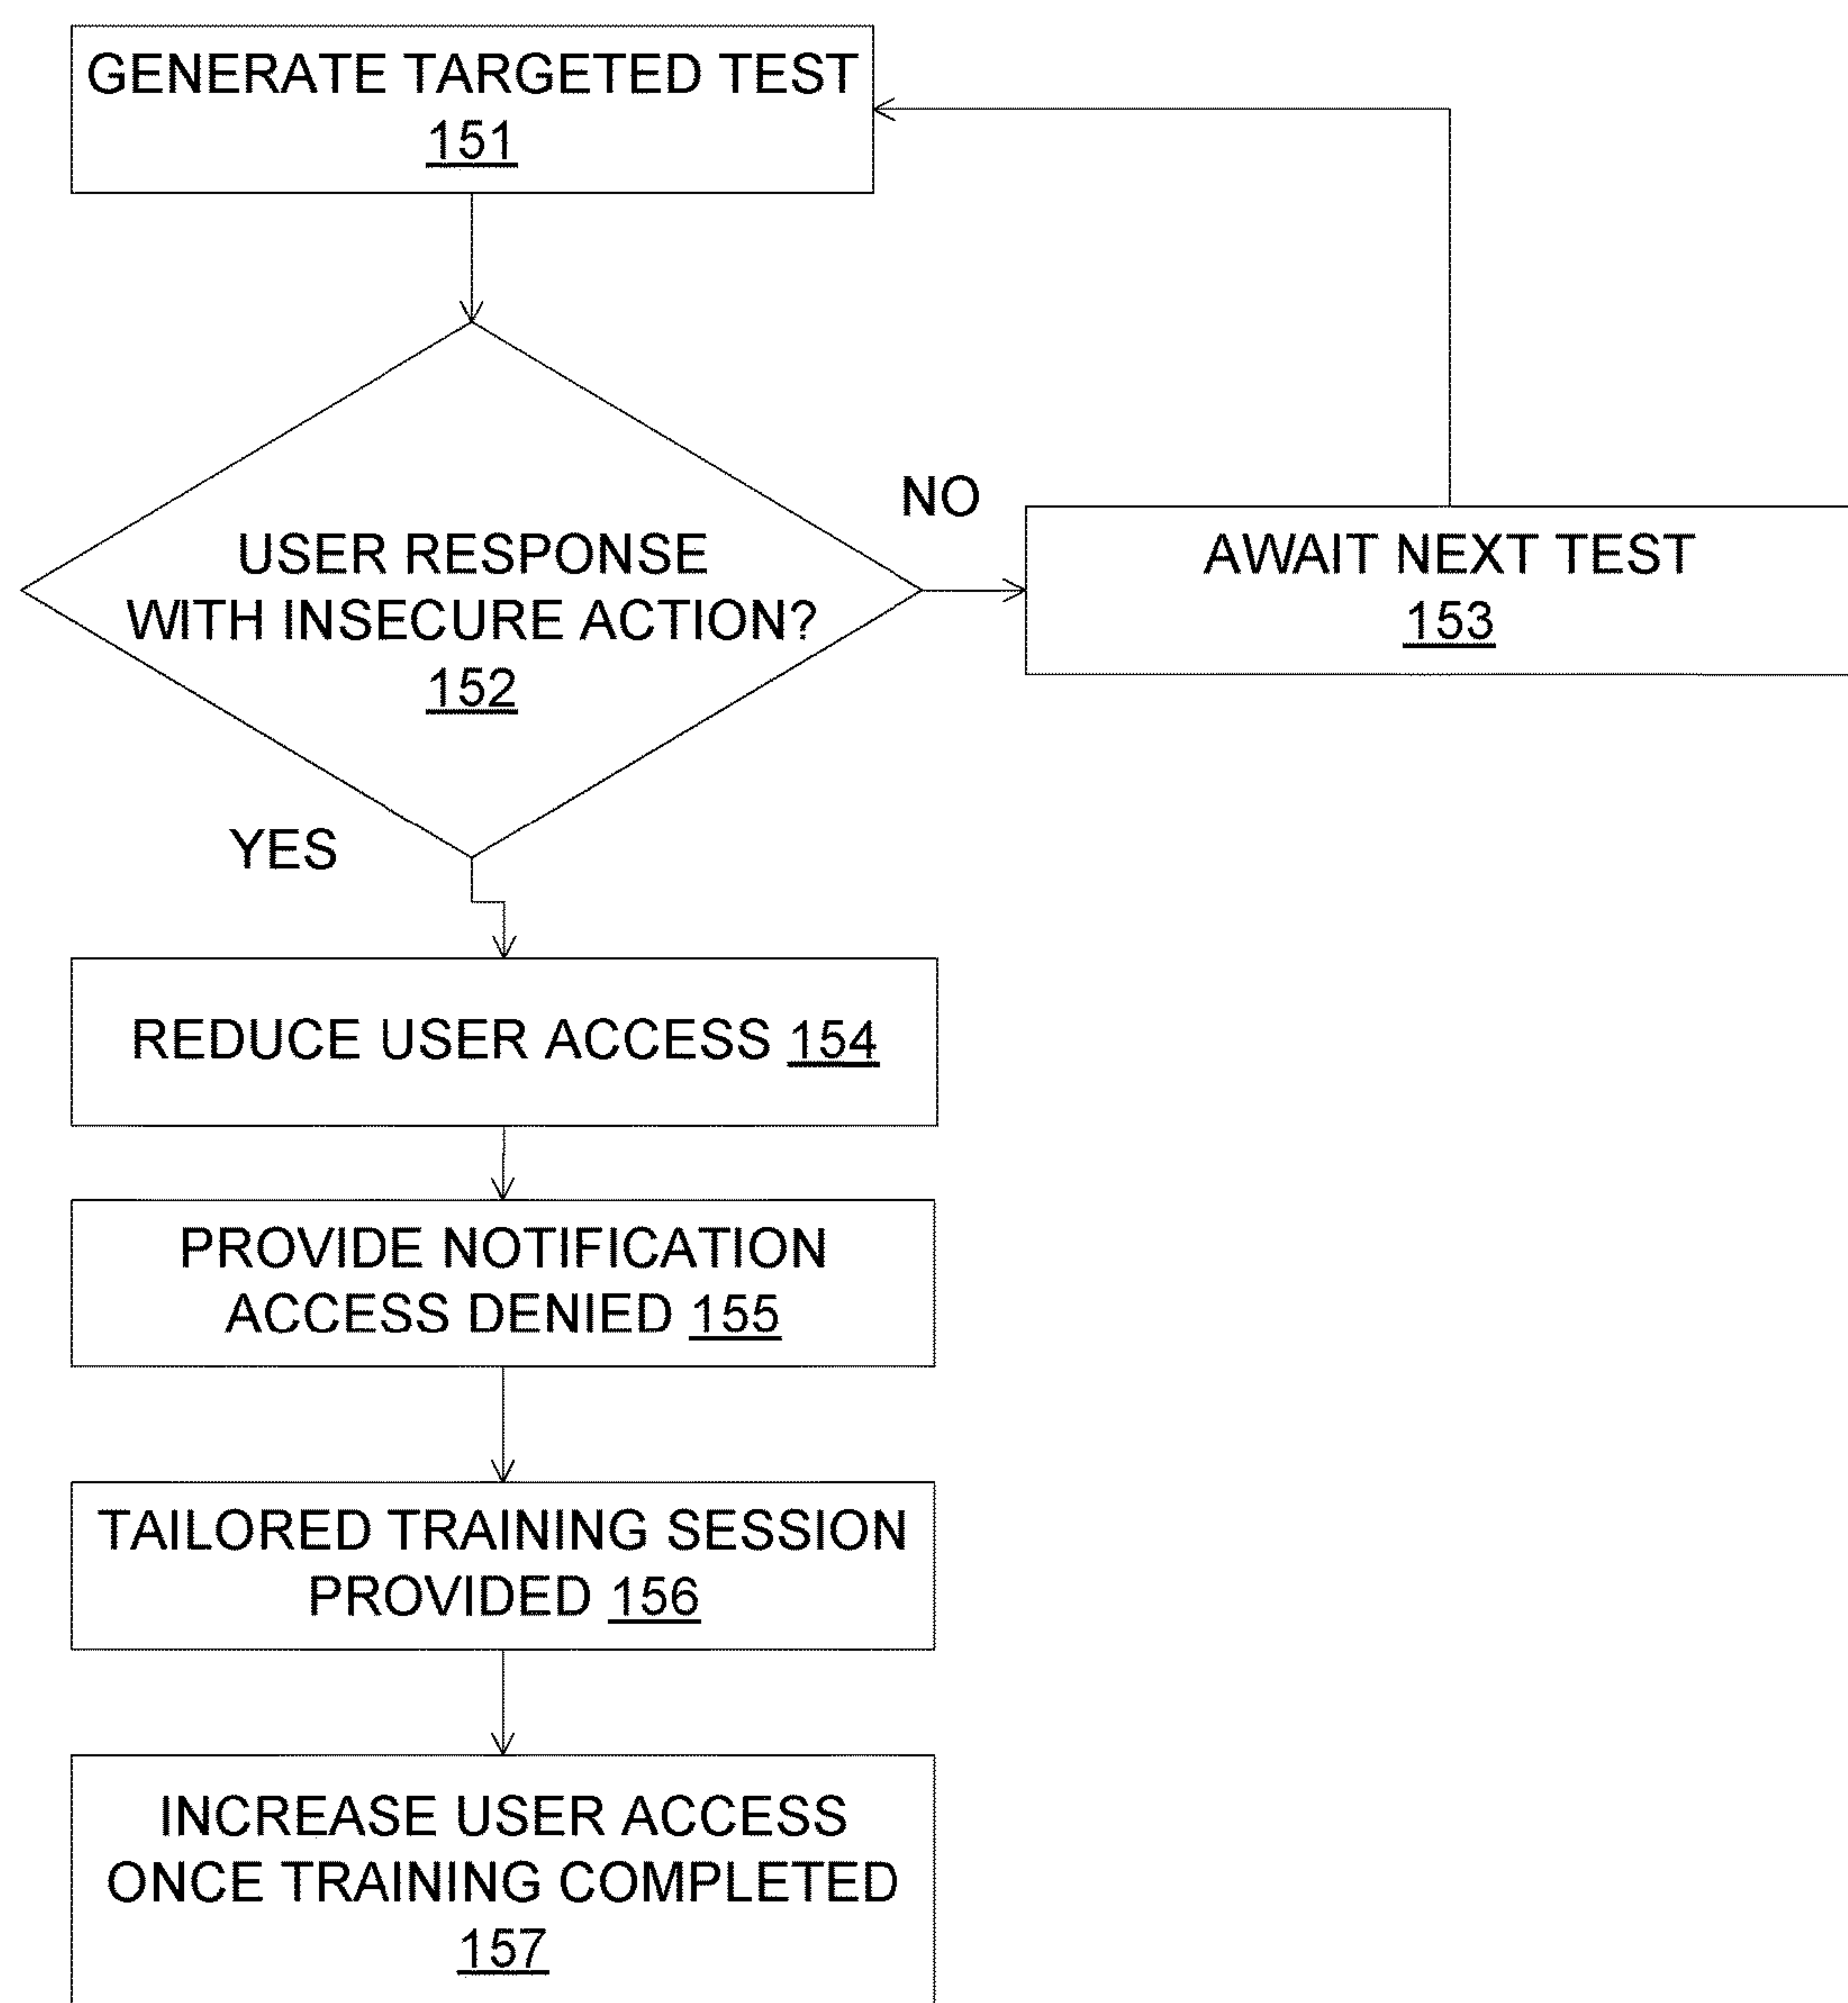 GENERATE TARGETED TEST
151
USER RESPONSE
WITH INSECURE ACTION?
152
NO
AWAIT NEXT TEST
153
YES
REDUCE USER ACCESS 154
PROVIDE NOTIFICATION
ACCESS DENIED 155
TAILORED TRAINING SESSION
PROVIDED 156
INCREASE USER ACCESS
ONCE TRAINING COMPLETED
157